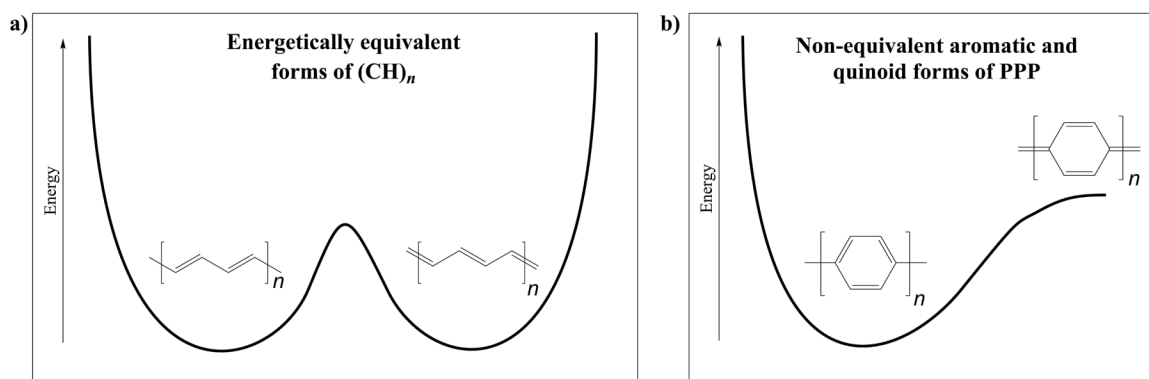 a)
Energetically equivalent
forms of (CH)n
Energy
n
n
b)
Non-equivalent aromatic and
quinoid forms of PPP
Energy
n
n